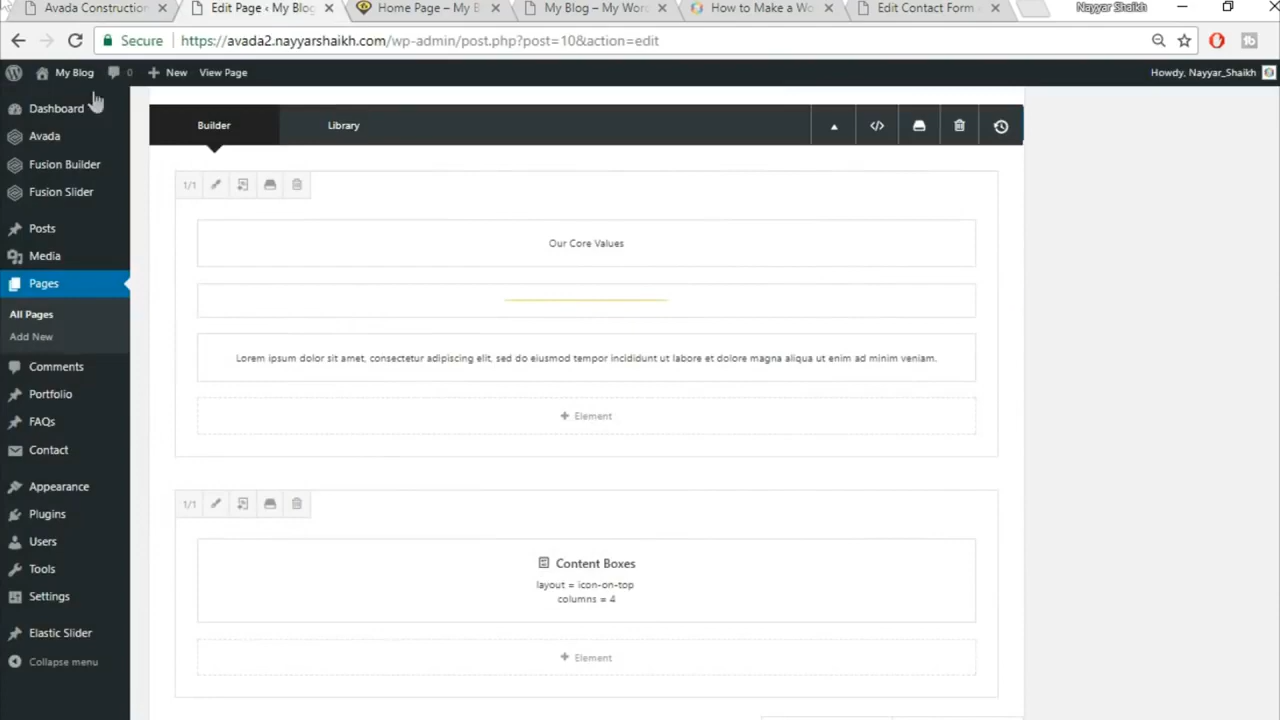 Avada Construction
Edit Page ‹ My Blog
Home Page – My B
My Blog – My Wor
How to Make a Wo
Edit Contact Form
Nayyar Shaikh
Secure
https://avada2.nayyarshaikh.com/wp-admin/post.php?post=10&action=edit
My Blog
0
New
View Page
Howdy, Nayyar_Shaikh
Dashboard
Avada
Fusion Builder
Fusion Slider
Posts
Media
Pages
All Pages
Add New
Comments
Portfolio
FAQs
Contact
Appearance
Plugins
Users
Tools
Settings
Elastic Slider
Collapse menu
Builder
Library
1/1
Our Core Values
Lorem ipsum dolor sit amet, consectetur adipiscing elit, sed do eiusmod tempor incididunt ut labore et dolore magna aliqua ut enim ad minim veniam.
+ Element
1/1
Content Boxes
layout = icon-on-top
columns = 4
+ Element